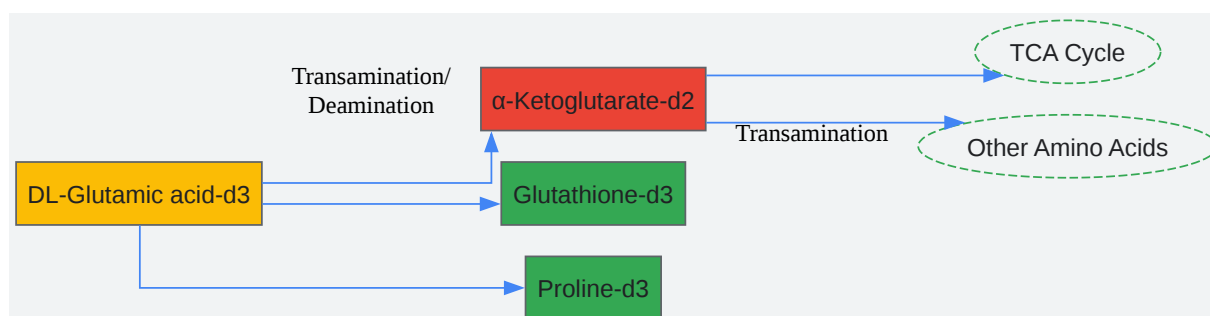 TCA Cycle
Transamination/
Deamination
α-Ketoglutarate-d2
Transamination
Other Amino Acids
DL-Glutamic acid-d3
Glutathione-d3
Proline-d3